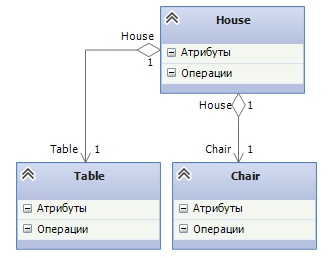 House
House
Атрибуты
1
Операции
House 1
Table 1
Chair 1
Table
Chair
Атрибуты
Атрибуты
Операции
Операции